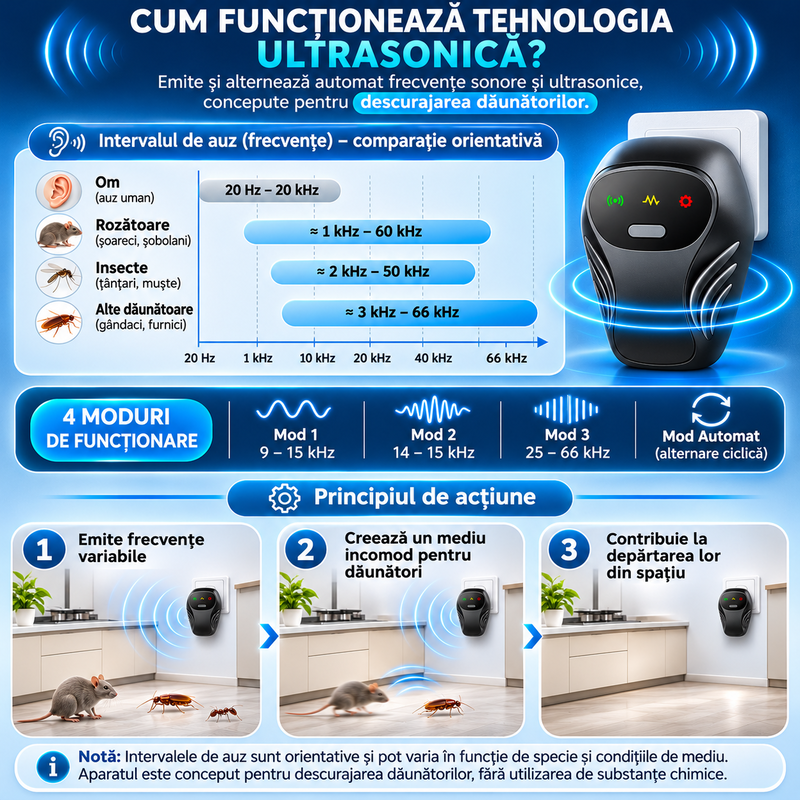 CUM FUNCȚIONEAZĂ TEHNOLOGIA
ULTRASONICĂ?
Emite și alternează automat frecvențe sonore și ultrasonice,
concepute pentru descurajarea dăunătorilor.
Intervalul de auz (frecvențe) – comparație orientativă
Om
(auz uman)
20 Hz – 20 kHz
Rozătoare
(șoareci, șobolani)
≈ 1 kHz – 60 kHz
Insecte
(țânțari, muște)
≈ 2 kHz – 50 kHz
Alte dăunătoare
(gândaci, furnici)
≈ 3 kHz – 66 kHz
20 Hz 1 kHz 10 kHz 20 kHz 40 kHz 66 kHz
4 MODURI
DE FUNCȚIONARE
Mod 1
9 – 15 kHz
Mod 2
14 – 15 kHz
Mod 3
25 – 66 kHz
Mod Automat
(alternare ciclică)
Principiul de acțiune
1
Emite frecvențe
variabile
2
Creează un mediu
incomod pentru
dăunători
3
Contribuie la
depărtarea lor
din spațiu
Notă: Intervalele de auz sunt orientative și pot varia în funcție de specie și condițiile de mediu.
Aparatul este conceput pentru descurajarea dăunătorilor, fără utilizarea de substanțe chimice.